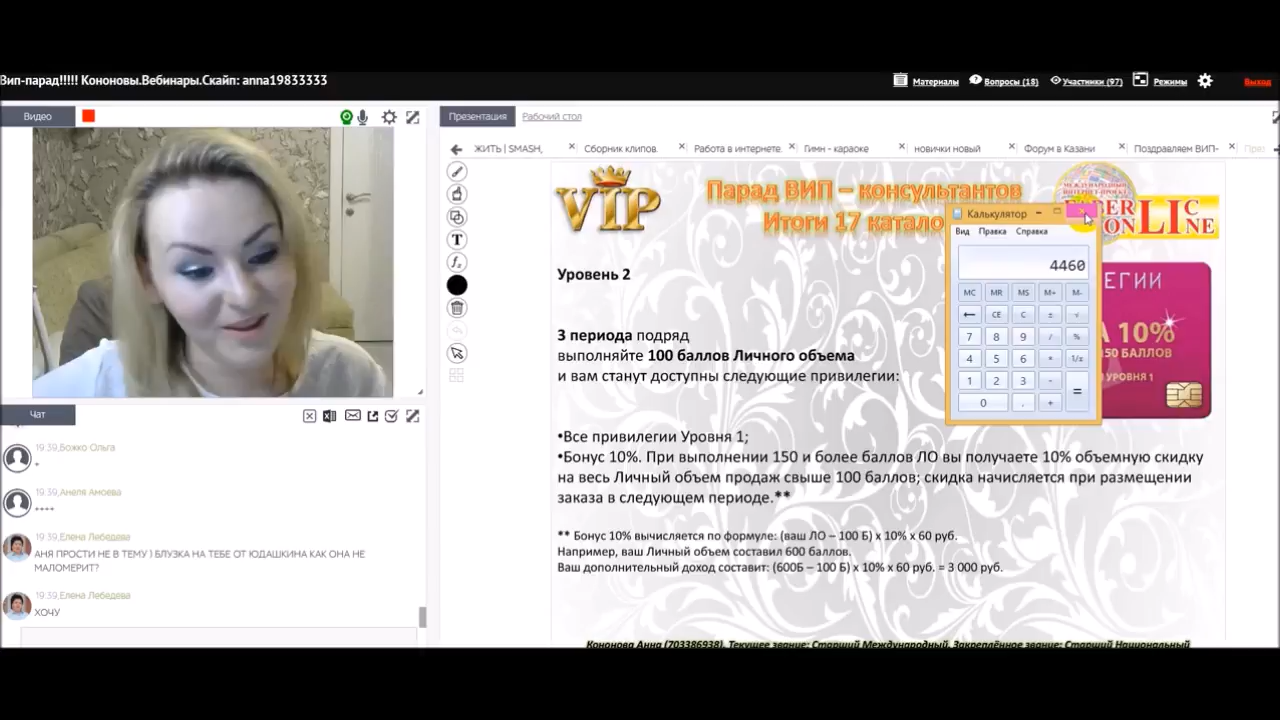 Вип-парад!!!!! Кононовы.Вебинары.Скайп: anna19833333
Материалы
Вопросы (18)
Участники (97)
Режимы
Выход
Видео
Презентация
Рабочий стол
ЖИТЬ | SMASH,
Сборник клипов.
Работа в интернете.
Гимн - караоке
новички новый
Форум в Казани
Поздравляем ВИП-
VIP
Парад ВИП – консультантов
Итоги 17 катало
МЕЖДУНАРОДНЫЙ
ИНТЕРНЕТ-ПРОЕКТ
Калькулятор
Вид Правка Справка
4460
MC MR MS M+ M-
← CE C ± √
7 8 9 / %
4 5 6 * 1/x
1 2 3 - =
0 , +
А 10%
150 БАЛЛОВ
УРОВНЯ 1
Уровень 2
3 периода подряд
выполняйте 100 баллов Личного объема
и вам станут доступны следующие привилегии:
•Все привилегии Уровня 1;
•Бонус 10%. При выполнении 150 и более баллов ЛО вы получаете 10% объемную скидку
на весь Личный объем продаж свыше 100 баллов; скидка начисляется при размещении
заказа в следующем периоде.**
** Бонус 10% вычисляется по формуле: (ваш ЛО – 100 Б) х 10% х 60 руб.
Например, ваш Личный объем составил 600 баллов.
Ваш дополнительный доход составит: (600Б – 100 Б) х 10% х 60 руб. = 3 000 руб.
Кононова Анна (703386938). Текущее звание: Старший Международный. Закреплённое звание: Старший Национальный
Чат
19:39,Божко Ольга
*
19:39,Анеля Амоева
****
19:39,Елена Лебедева
АНЯ ПРОСТИ НЕ В ТЕМУ ) БЛУЗКА НА ТЕБЕ ОТ ЮДАШКИНА КАК ОНА НЕ
МАЛОМЕРИТ?
19:39,Елена Лебедева
ХОЧУ